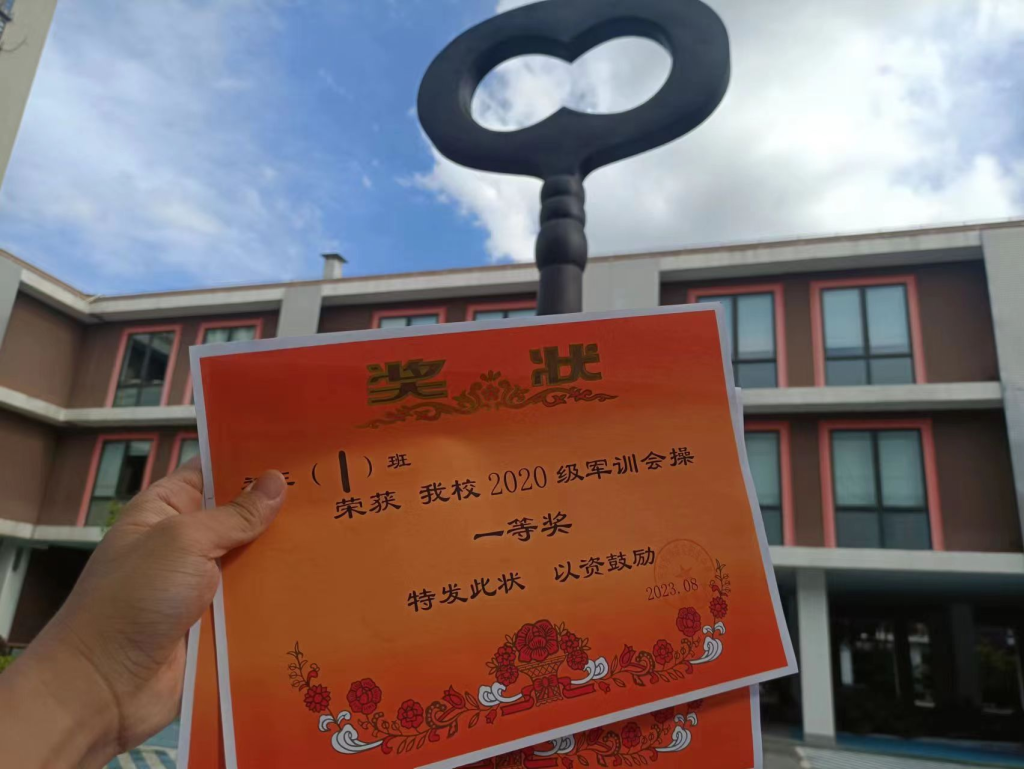 奖状
（1）班
荣获 我校 2020 级军训会操
一等奖
特发此状 以资鼓励
2023.08